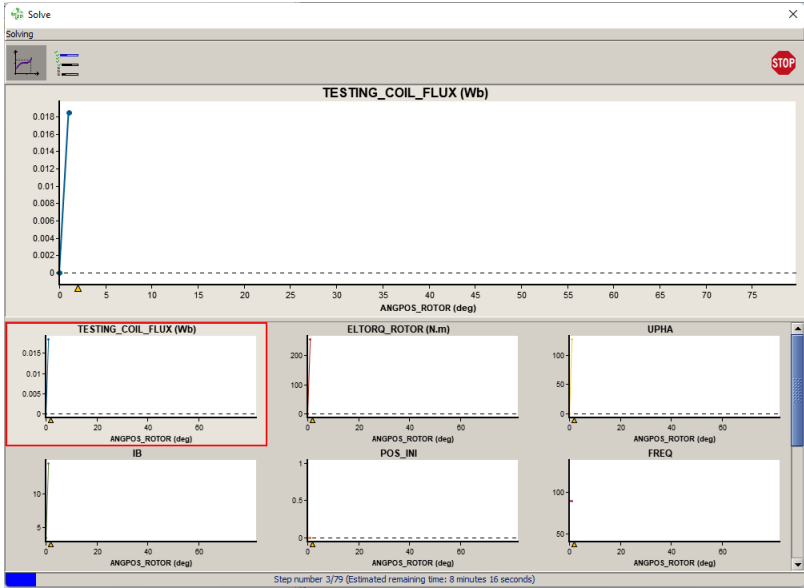 Solve
Solving
STOP
TESTING_COIL_FLUX (Wb)
0.018
0.016
0.014
0.012
0.01
0.008
0.006
0.004
0.002
0
0 5 10 15 20 25 30 35 40 45 50 55 60 65 70 75
ANGPOS_ROTOR (deg)
TESTING_COIL_FLUX (Wb)
0.015
0.01
0.005
0
0 20 40 60
ANGPOS_ROTOR (deg)
ELTORQ_ROTOR (N.m)
200
100
0
0 20 40 60
ANGPOS_ROTOR (deg)
UPHA
100
50
0
0 20 40 60
ANGPOS_ROTOR (deg)
IB
10
5
0 20 40 60
ANGPOS_ROTOR (deg)
POS_INI
1
0.5
0
0 20 40 60
ANGPOS_ROTOR (deg)
FREQ
100
50
0 20 40 60
ANGPOS_ROTOR (deg)
Step number 3/79 (Estimated remaining time: 8 minutes 16 seconds)